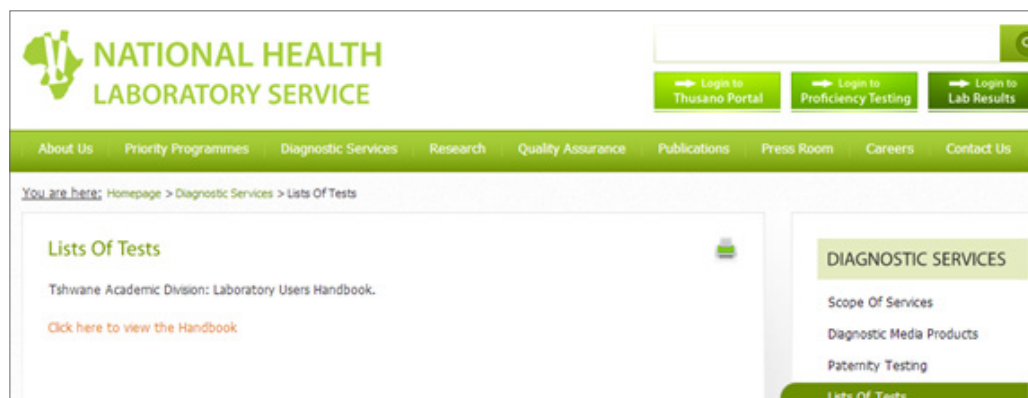 NATIONAL HEALTH
LABORATORY SERVICE
Login to
Thusano Portal
Login to
Proficiency Testing
Login to
Lab Results
About Us Priority Programmes Diagnostic Services Research Quality Assurance Publications Press Room Careers Contact Us
You are here: Homepage > Diagnostic Services > Lists Of Tests
Lists Of Tests
Tshwane Academic Division: Laboratory Users Handbook.
Click here to view the Handbook
DIAGNOSTIC SERVICES
Scope Of Services
Diagnostic Media Products
Paternity Testing
Lists Of Tests